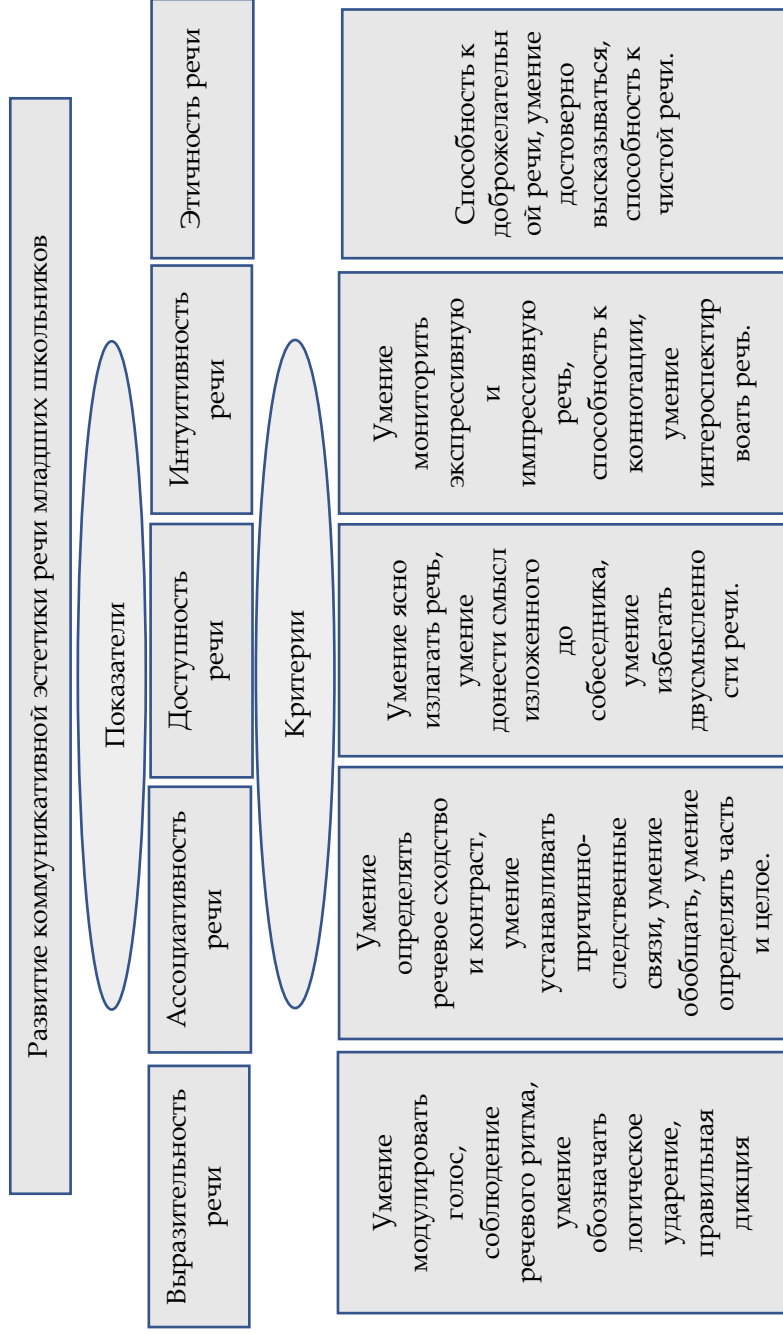 Развитие коммуникативной эстетики речи младших школьников
Показатели
Выразительность
речи
Ассоциативность
речи
Доступность
речи
Интуитивность
речи
Этичность речи
Критерии
Умение
модулировать
голос,
соблюдение
речевого ритма,
умение
обозначать
логическое
ударение,
правильная
дикция
Умение
определять
речевое сходство
и контраст,
умение
устанавливать
причинно-
следственные
связи, умение
обобщать, умение
определять часть
и целое.
Умение ясно
излагать речь,
умение
донести смысл
изложенного
до
собеседника,
умение
избегать
двусмысленно
сти речи.
Умение
мониторить
экспрессивную
и
импрессивную
речь,
способность к
коннотации,
умение
интероспектир
воать речь.
Способность к
доброжелательн
ой речи, умение
достоверно
высказываться,
способность к
чистой речи.